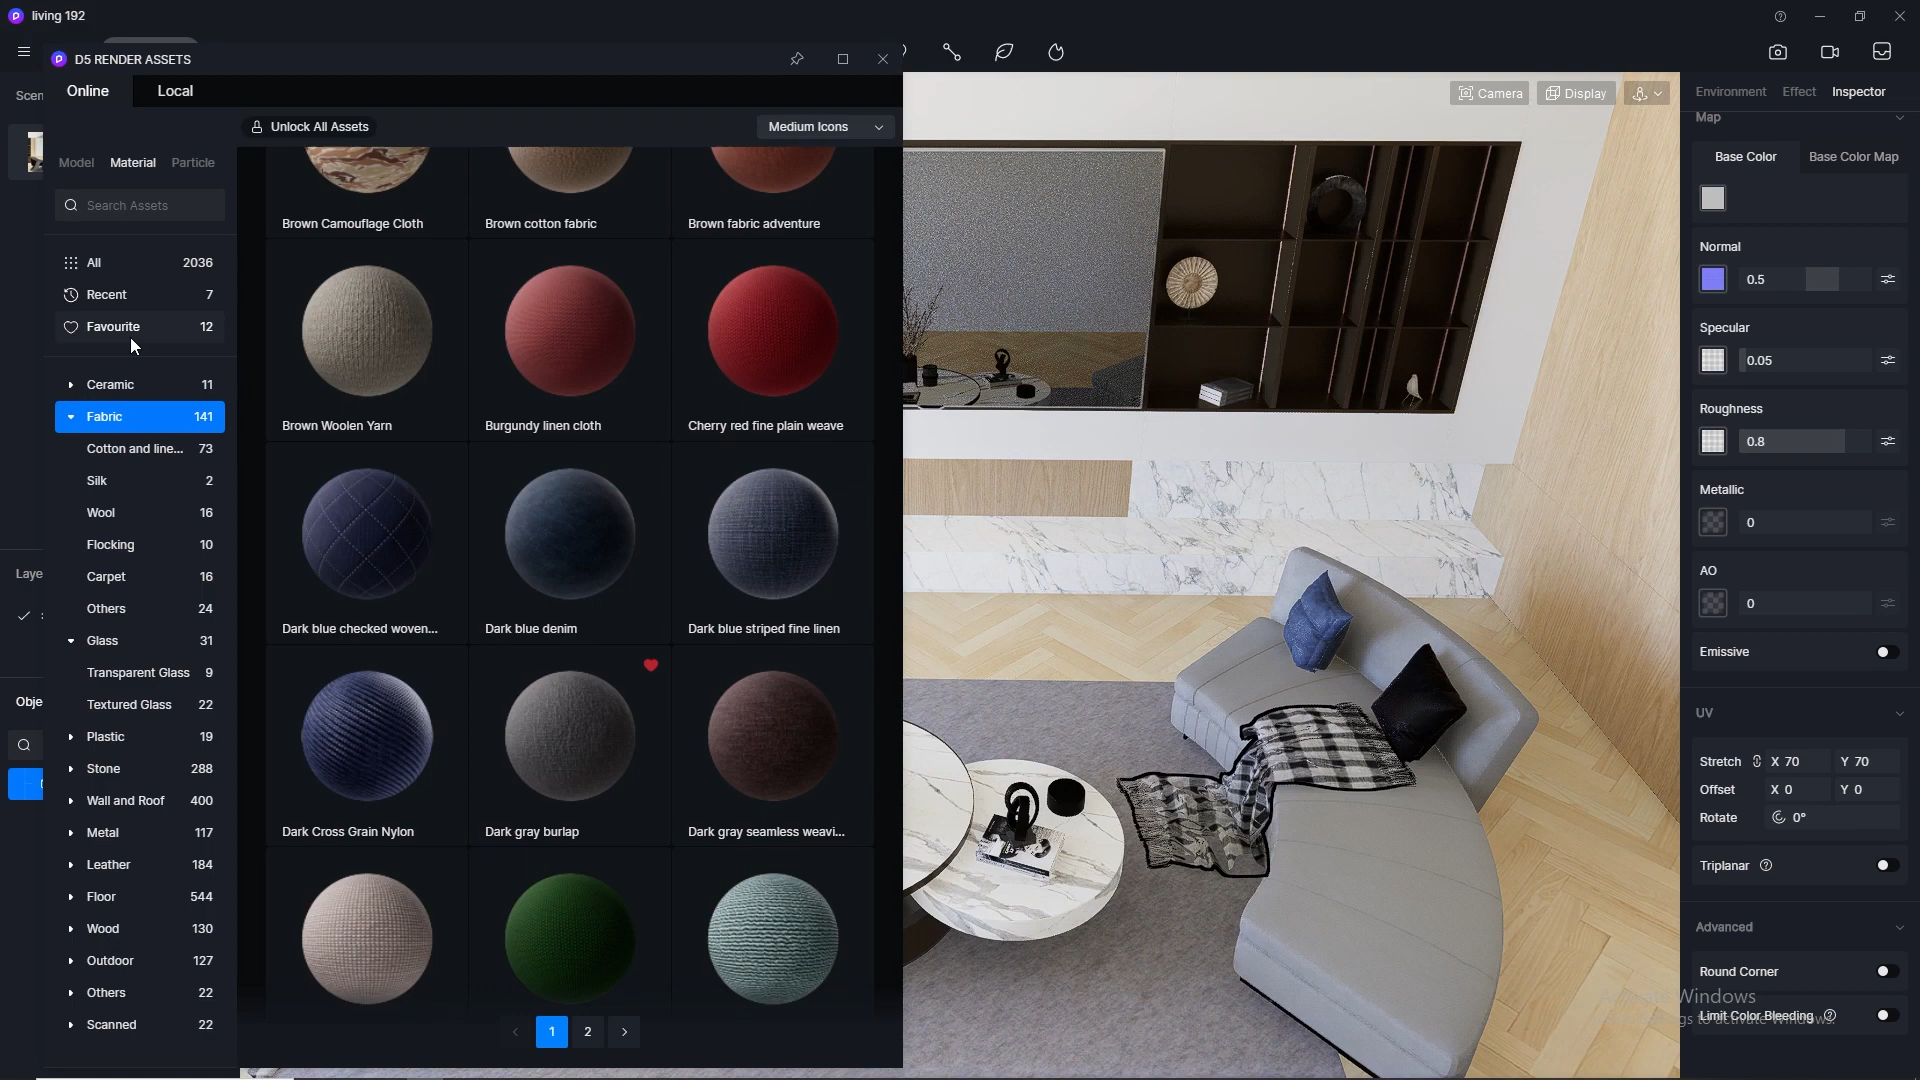 living 192
D5 RENDER ASSETS
Online
Local
Scen
Unlock All Assets
Medium Icons
Model
Material
Particle
Search Assets
All 2036
Recent 7
Favourite 12
Ceramic 11
Fabric 141
Cotton and line... 73
Silk 2
Wool 16
Flocking 10
Carpet 16
Others 24
Glass 31
Transparent Glass 9
Textured Glass 22
Plastic 19
Stone 288
Wall and Roof 400
Metal 117
Leather 184
Floor 544
Wood 130
Outdoor 127
Others 22
Scanned 22
Laye
Obje
Brown Camouflage Cloth
Brown cotton fabric
Brown fabric adventure
Brown Woolen Yarn
Burgundy linen cloth
Cherry red fine plain weave
Dark blue checked woven...
Dark blue denim
Dark blue striped fine linen
Dark Cross Grain Nylon
Dark gray burlap
Dark gray seamless weavi...
1
2
Camera
Display
Environment
Effect
Inspector
Map
Base Color
Base Color Map
Normal
0.5
Specular
0.05
Roughness
0.8
Metallic
0
AO
0
Emissive
UV
Stretch X 70 Y 70
Offset X 0 Y 0
Rotate 0°
Triplanar
Advanced
Round Corner
Windows
Limit Color Bleeding
gs to activate Windows.